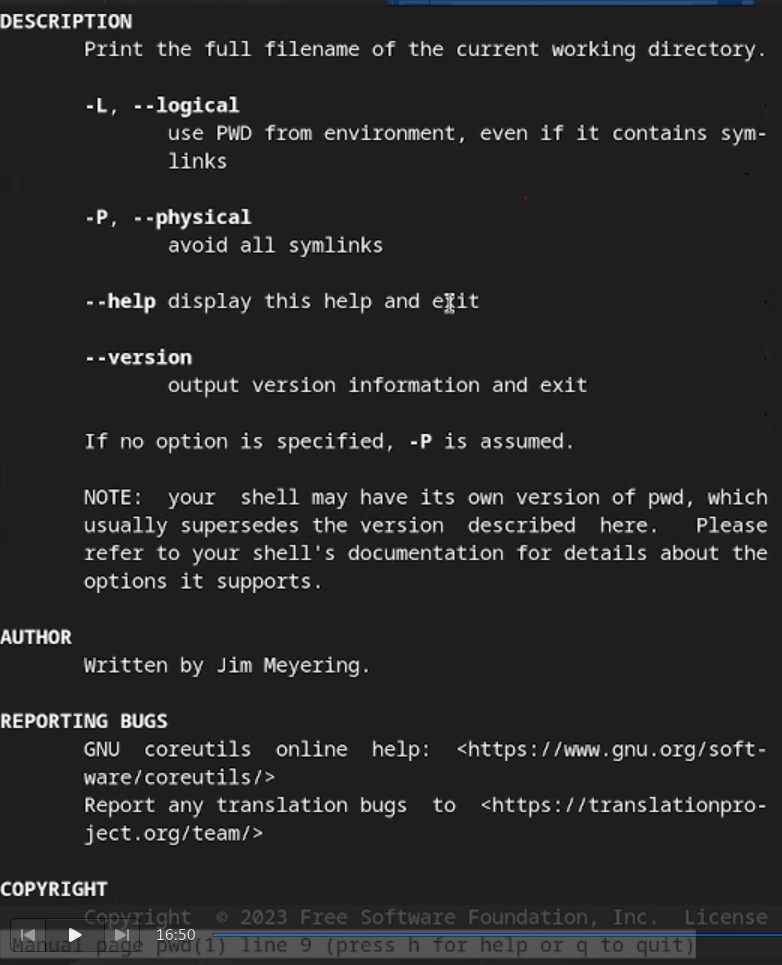 DESCRIPTION
Print the full filename of the current working directory.
-L, --logical
use PWD from environment, even if it contains sym-
links
-P, --physical
avoid all symlinks
--help display this help and exit
--version
output version information and exit
If no option is specified, -P is assumed.
NOTE:  your  shell may have its own version of pwd, which
usually supersedes the version  described  here.   Please
refer to your shell's documentation for details about the
options it supports.
AUTHOR
Written by Jim Meyering.
REPORTING BUGS
GNU  coreutils  online  help:  <https://www.gnu.org/soft-
ware/coreutils/>
Report any translation bugs  to  <https://translationpro-
ject.org/team/>
COPYRIGHT
Copyright  © 2023 Free Software Foundation, Inc.  License
16:50
Manual page pwd(1) line 9 (press h for help or q to quit)